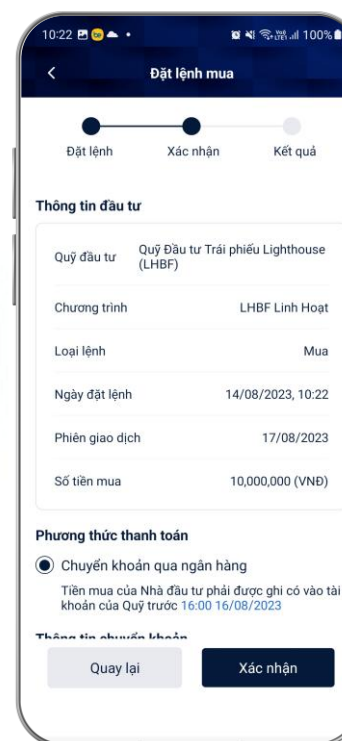 10:22 100%
Đặt lệnh mua
Đặt lệnh Xác nhận Kết quả
Thông tin đầu tư
Quỹ đầu tư Quỹ Đầu tư Trái phiếu Lighthouse
(LHBF)
Chương trình LHBF Linh Hoạt
Loại lệnh Mua
Ngày đặt lệnh 14/08/2023, 10:22
Phiên giao dịch 17/08/2023
Số tiền mua 10,000,000 (VNĐ)
Phương thức thanh toán
Chuyển khoản qua ngân hàng
Tiền mua của Nhà đầu tư phải được ghi có vào tài
khoản của Quỹ trước 16:00 16/08/2023
Thông tin chuyển khoản
Quay lại Xác nhận